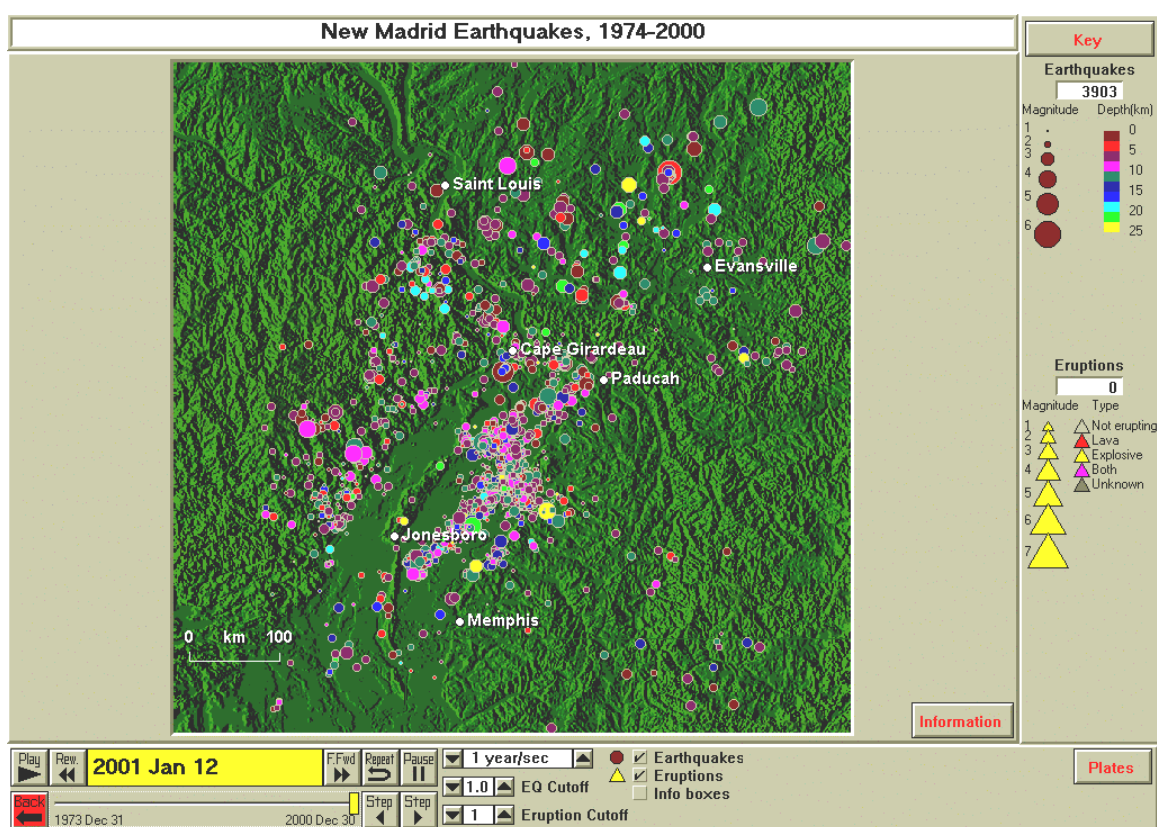 New Madrid Earthquakes, 1974-2000
Key
Earthquakes
3903
Magnitude Depth(km)
1 0
2 5
3 10
4 15
5 20
6 25
Saint Louis
Evansville
Cape Girardeau
Paducah
Jonesboro
Memphis
0 km 100
Eruptions
0
Magnitude Type
1 Not erupting
2 Lava
3 Explosive
4 Both
5 Unknown
6
7
Information
Play Rew. 2001 Jan 12 F.Fwd Repeat Pause 1 year/sec Earthquakes
Eruptions
1.0 EQ Cutoff Info boxes
Plates
Back 1973 Dec 31 2000 Dec 30 Step Step 1 Eruption Cutoff